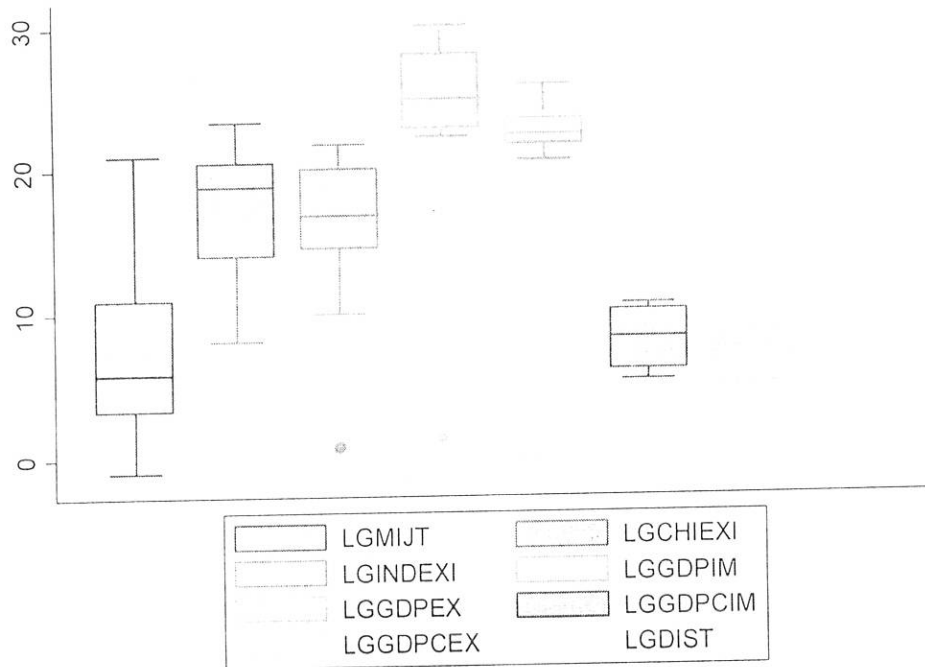 30
20
10
0
LGMIJT LGCHIEXI
LGINDEXI LGGDPIM
LGGDPEX LGGDPCIM
LGGDPCEX LGDIST